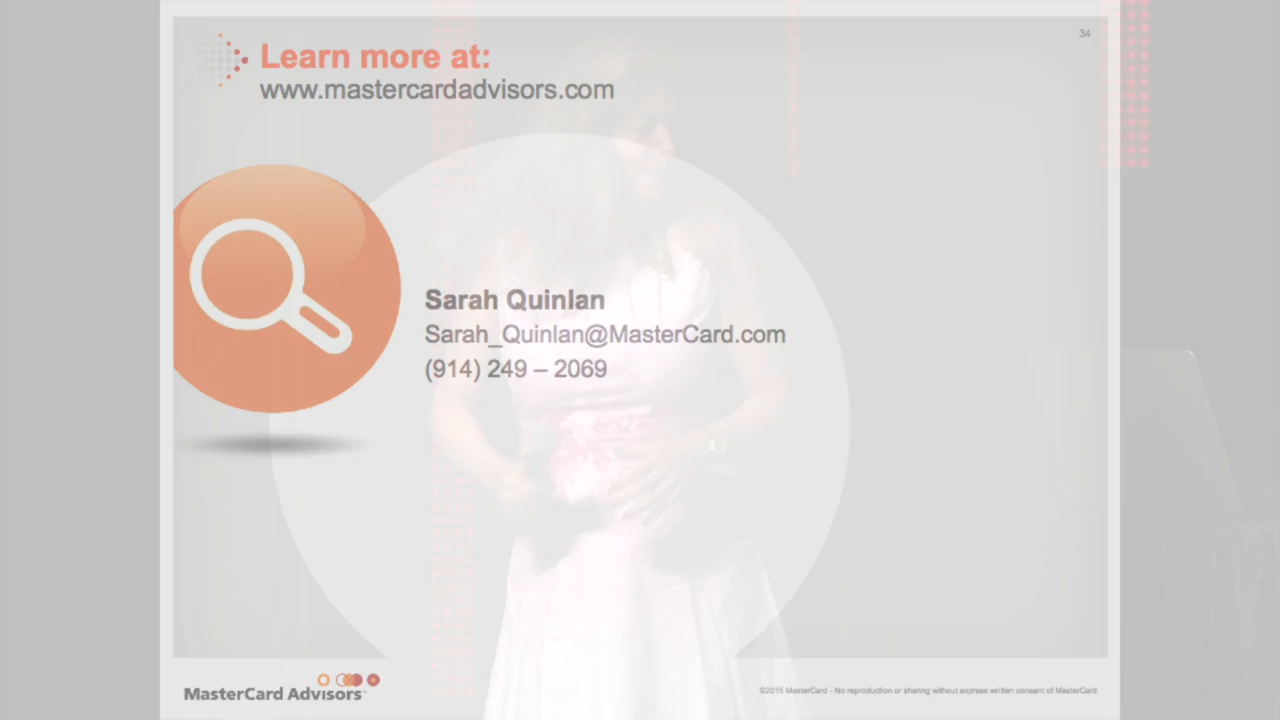 34
Learn more at:
www.mastercardadvisors.com
Sarah Quinlan
Sarah_Quinlan@MasterCard.com
(914) 249 – 2069
MasterCard Advisors™
©2015 MasterCard - No reproduction or sharing without express written consent of MasterCard